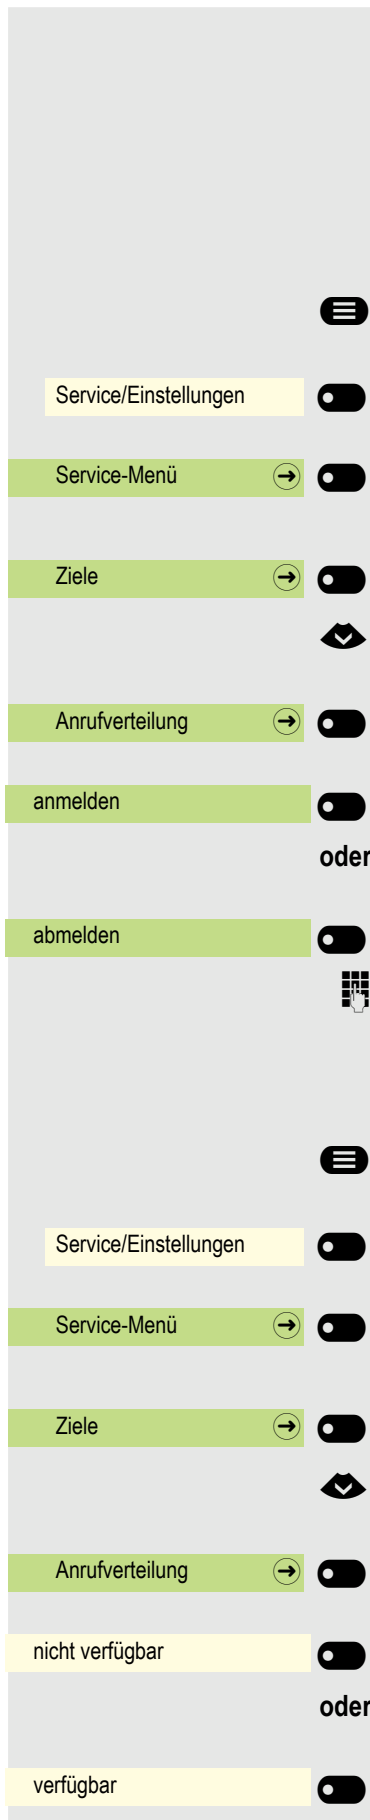 Service/Einstellungen
Service-Menü
Ziele
Anrufverteilung
anmelden
oder
abmelden
Service/Einstellungen
Service-Menü
Ziele
Anrufverteilung
nicht verfügbar
oder
verfügbar